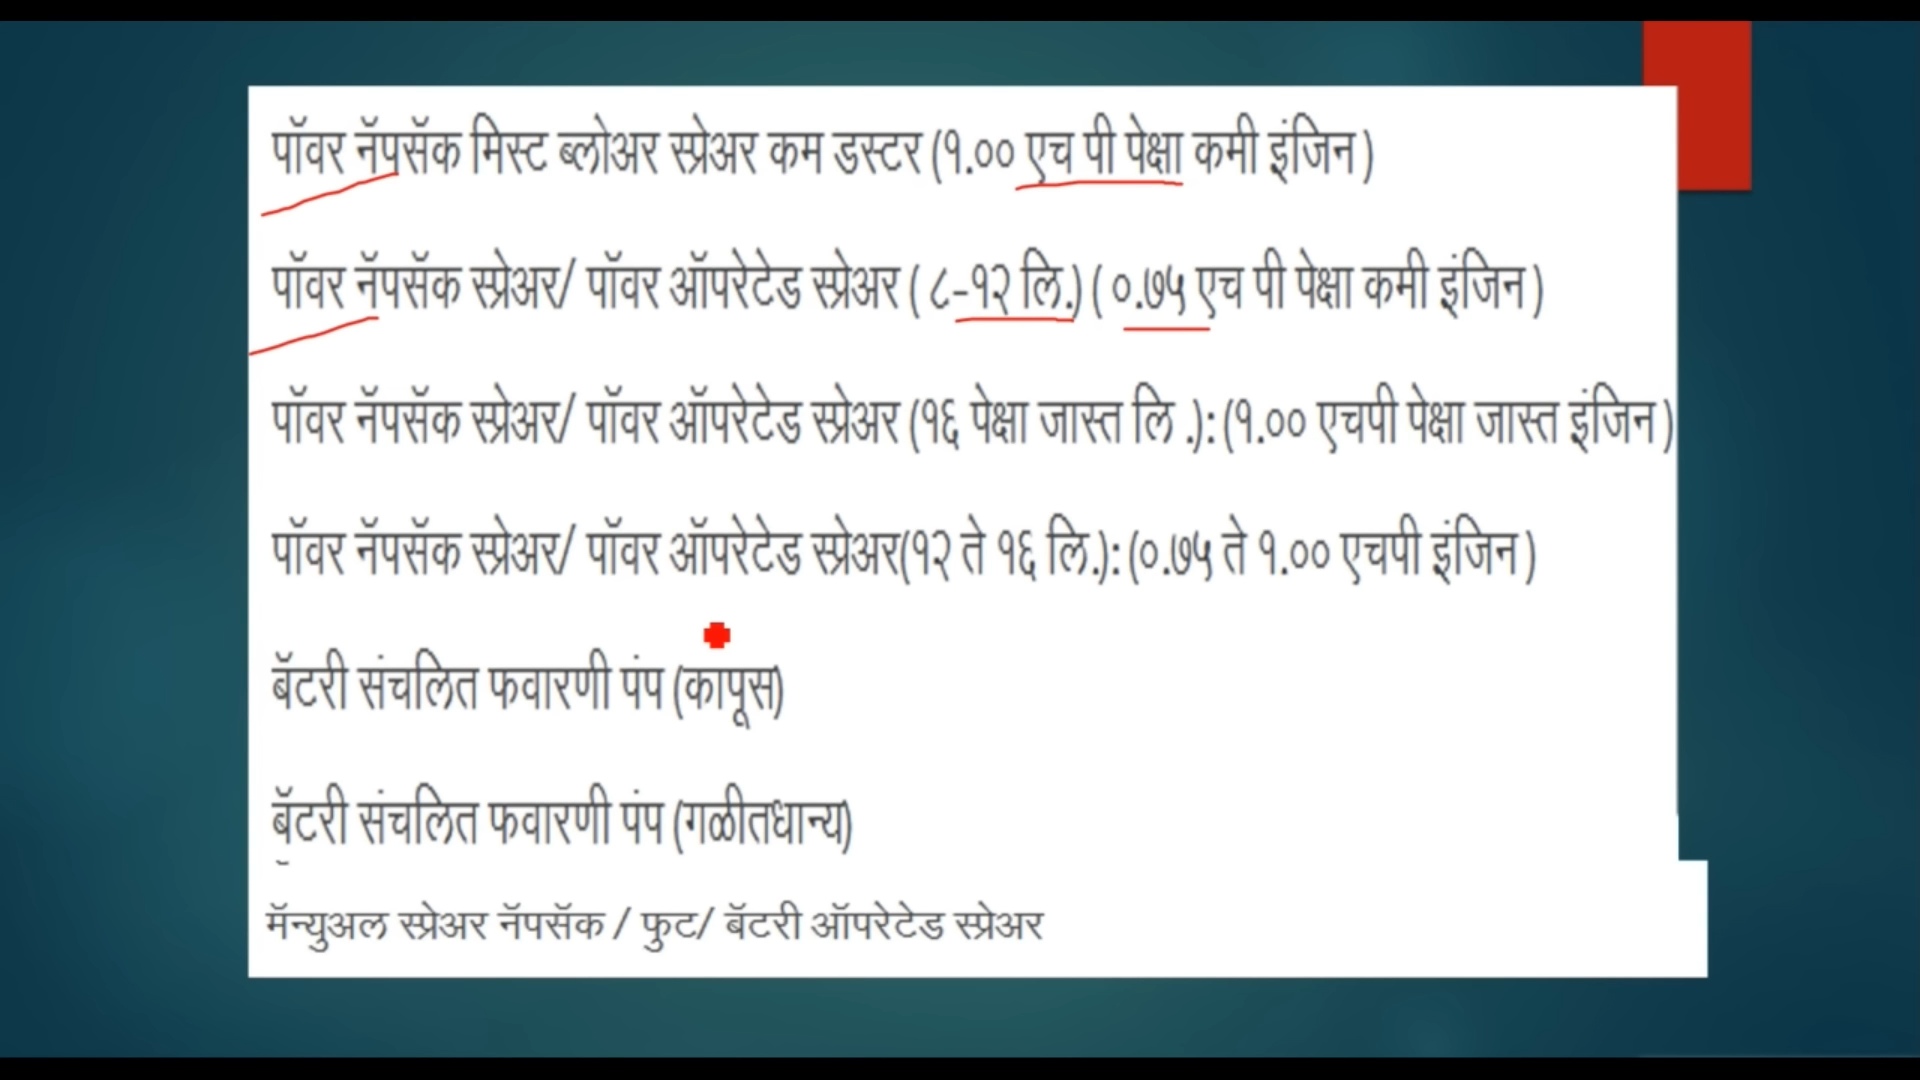 पॉवर नॅपसॅक मिस्ट ब्लोअर स्प्रेअर कम डस्टर (१.०० एच पी पेक्षा कमी इंजिन )
पॉवर नॅपसॅक स्प्रेअर/ पॉवर ऑपरेटेड स्प्रेअर ( ८-१२ लि.) ( ०.७५ एच पी पेक्षा कमी इंजिन )
पॉवर नॅपसॅक स्प्रेअर/ पॉवर ऑपरेटेड स्प्रेअर (१६ पेक्षा जास्त लि .): (१.०० एचपी पेक्षा जास्त इंजिन )
पॉवर नॅपसॅक स्प्रेअर/ पॉवर ऑपरेटेड स्प्रेअर(१२ ते १६ लि.): (०.७५ ते १.०० एचपी इंजिन )
बॅटरी संचलित फवारणी पंप (कापूस)
बॅटरी संचलित फवारणी पंप (गळीतधान्य)
मॅन्युअल स्प्रेअर नॅपसॅक / फुट/ बॅटरी ऑपरेटेड स्प्रेअर